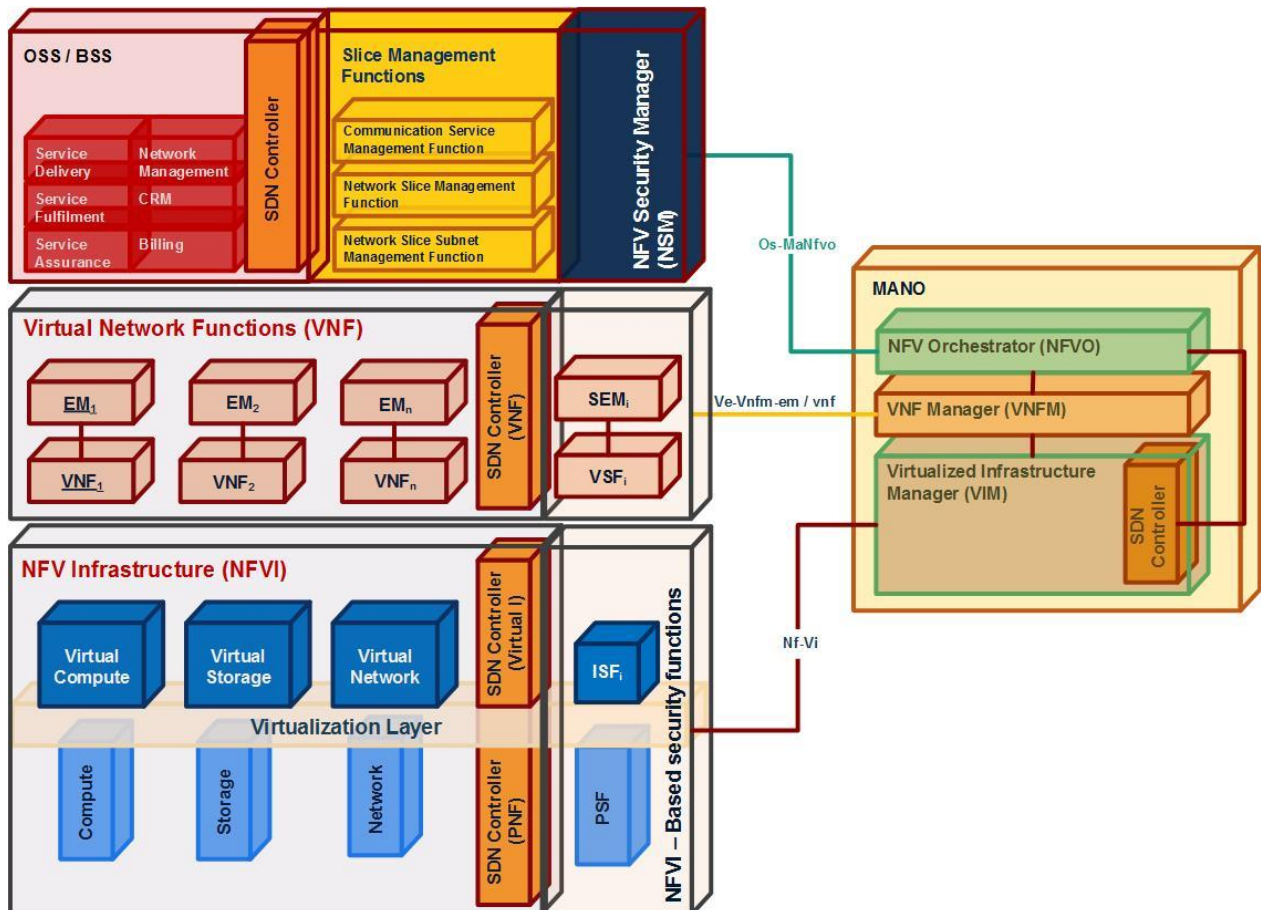 OSS / BSS
Service
Delivery
Network
Management
Service
Fulfilment
CRM
Service
Assurance
Billing
SDN Controller
Slice Management
Functions
Communication Service
Management Function
Network Slice Management
Function
Network Slice Subnet
Management Function
NFV Security Manager
(NSM)
Os-MaNfvo
MANO
NFV Orchestrator (NFVO)
VNF Manager (VNFM)
Virtualized Infrastructure
Manager (VIM)
SDN
Controller
Virtual Network Functions (VNF)
EM1
EM2
EMn
VNF1
VNF2
VNFn
SDN Controller
(VNF)
SEMi
VSFi
Ve-Vnfm-em / vnf
NFV Infrastructure (NFVI)
Virtual
Compute
Virtual
Storage
Virtual
Network
SDN Controller
(Virtual I)
ISFi
Nf-Vi
Virtualization Layer
Compute
Storage
Network
SDN Controller
(PNF)
PSF
NFVI – Based security functions